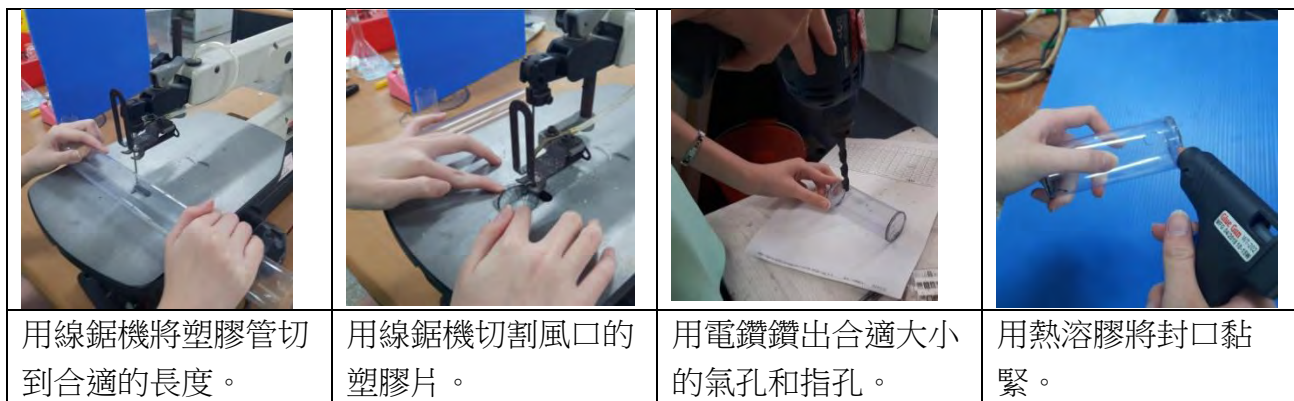 用線鋸機將塑膠管切
到合適的長度。
用線鋸機切割風口的
塑膠片。
用電鑽鑽出合適大小
的氣孔和指孔。
用熱溶膠將封口黏
緊。